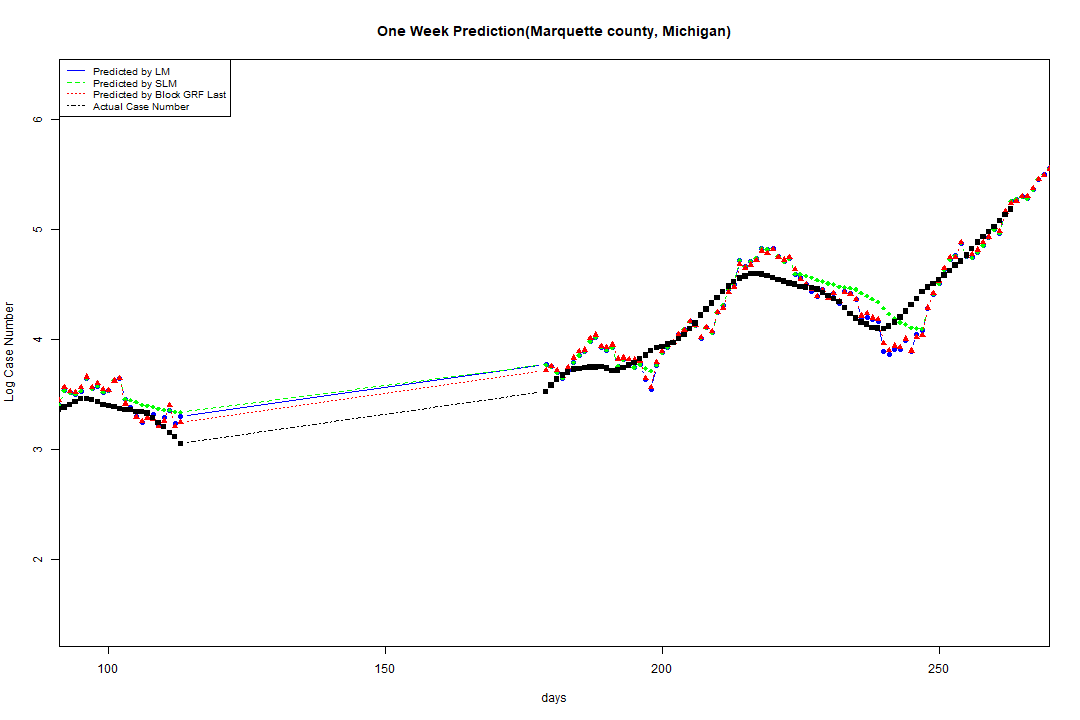 One Week Prediction(Marquette county, Michigan)
Predicted by LM
Predicted by SLM
Predicted by Block GRF Last
Actual Case Number
6
5
4
3
2
Log Case Number
100 150 200 250
days